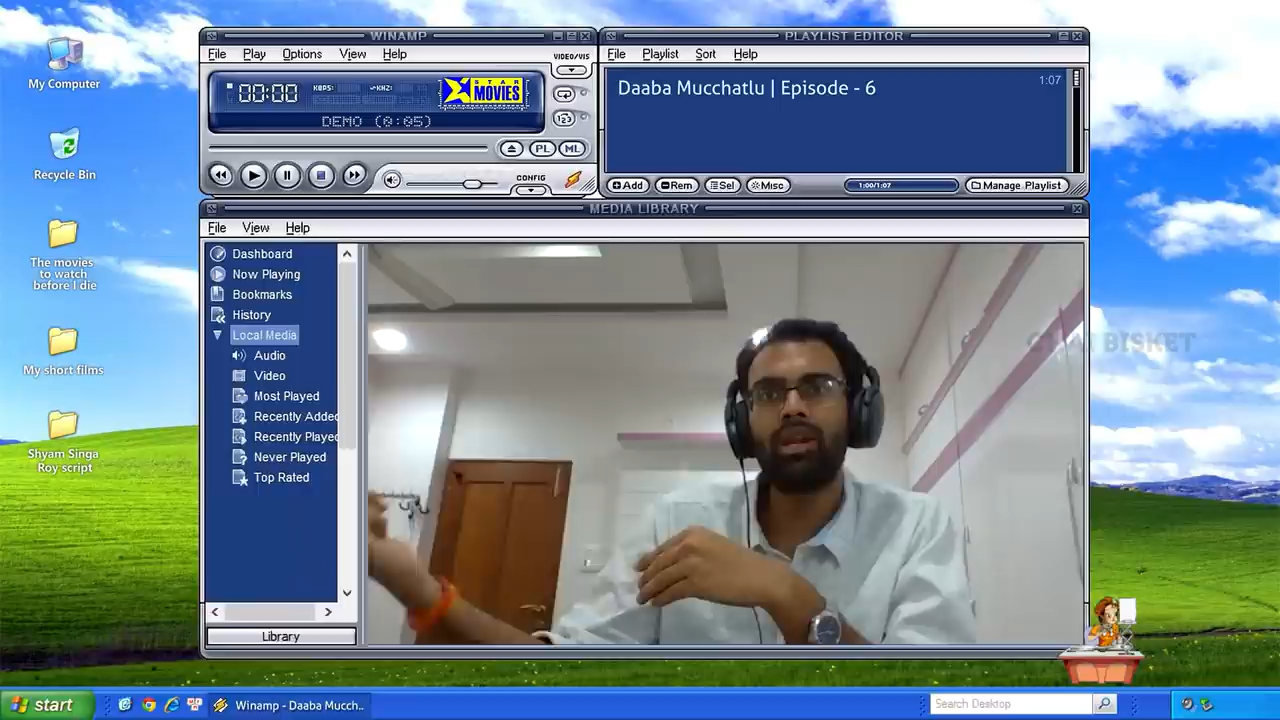 My Computer
Recycle Bin
The movies
to watch
before I die
My short films
Shyam Singa
Roy script
WINAMP
File Play Options View Help
VIDEO/VIS
00:00
KBPS:
KHZ:
STAR
MOVIES
DEMO (0:05)
123
PL
ML
CONFIG
PLAYLIST EDITOR
File Playlist Sort Help
Daaba Mucchatlu | Episode - 6
1:07
Add
Rem
Sel
Misc
1:00/1:07
Manage Playlist
MEDIA LIBRARY
File View Help
Dashboard
Now Playing
Bookmarks
History
Local Media
Audio
Video
Most Played
Recently Added
Recently Playe
Never Played
Top Rated
Library
BISKET
start
Winamp - Daaba Mucch..
Search Desktop